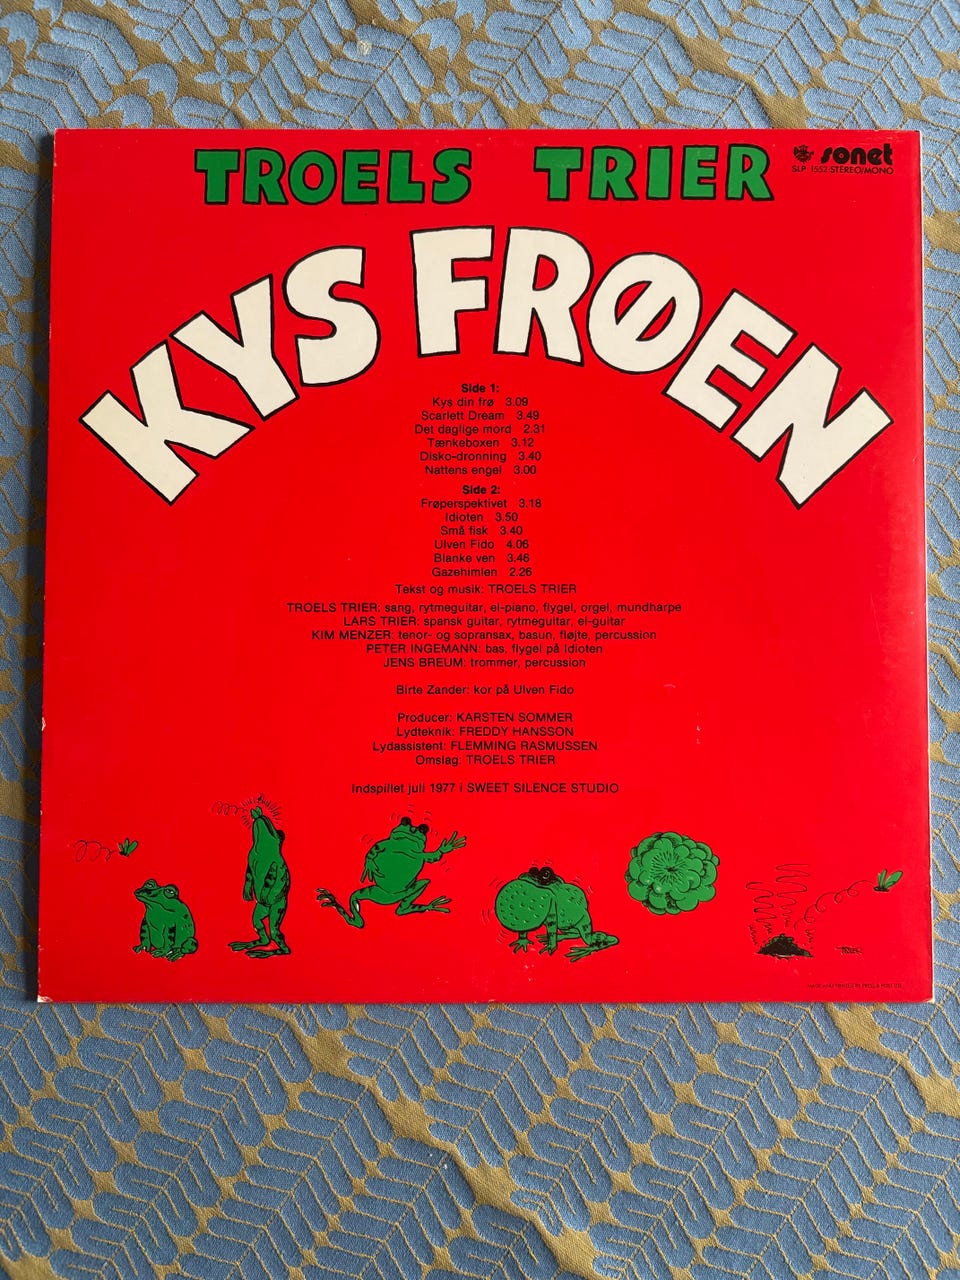 TROELS TRIER
sonet
SLP-1552-STEREO/MONO
KYS FRØEN
Side 1:
Kys din frø 3.09
Scarlett Dream 3.49
Det daglige mord 2.31
Tænkeboxen 3.12
Disko-dronning 3.40
Nattens engel 3.00
Side 2:
Frøperspektivet 3.18
Idioten 3.50
Små fisk 3.40
Ulven Fido 4.06
Blanke ven 3.46
Gazehimlen 2.26
Tekst og musik: TROELS TRIER
TROELS TRIER: sang, rytmeguitar, el-piano, flygel, orgel, mundharpe
LARS TRIER: spansk guitar, rytmeguitar, el-guitar
KIM MENZER: tenor- og sopransax, basun, fløjte, percussion
PETER INGEMANN: bas, flygel på Idioten
JENS BREUM: trommer, percussion
Birte Zander: kor på Ulven Fido
Producer: KARSTEN SOMMER
Lydteknik: FREDDY HANSSON
Lydassistent: FLEMMING RASMUSSEN
Omslag: TROELS TRIER
Indspillet juli 1977 i SWEET SILENCE STUDIO